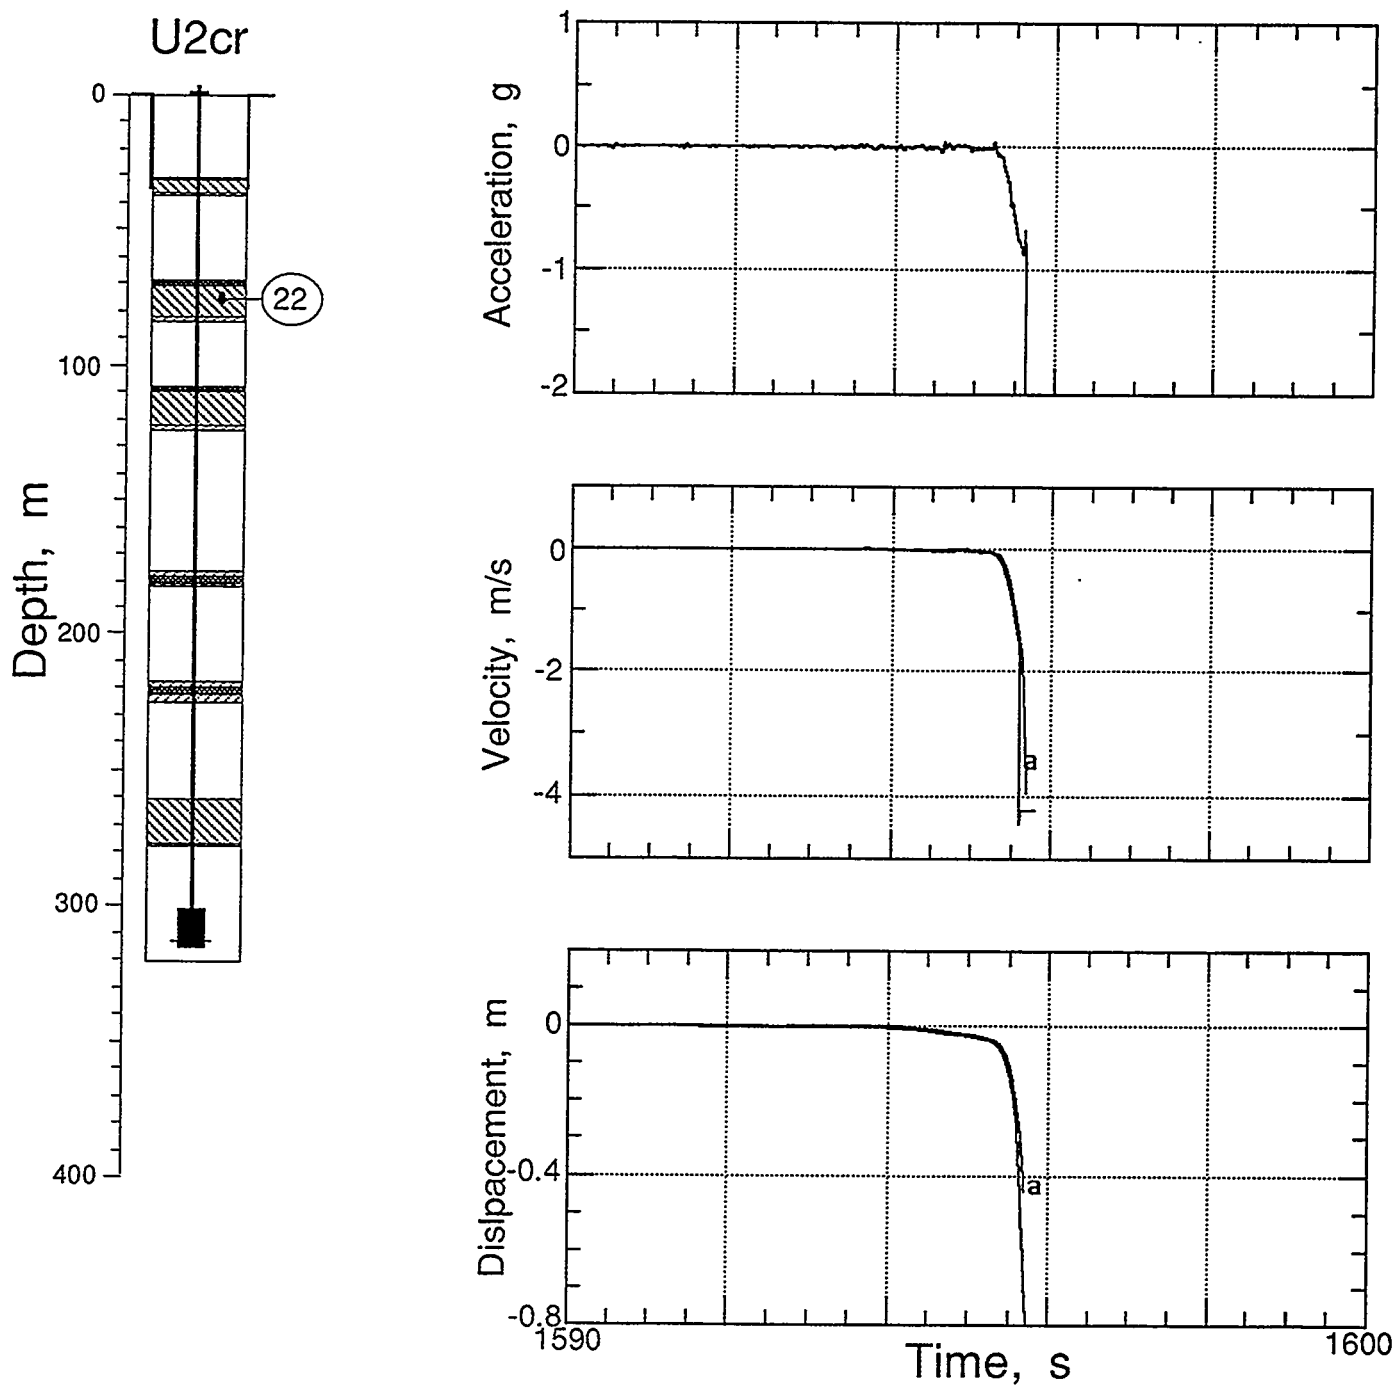 U2cr
Depth, m
0
100
200
300
400
22
Acceleration, g
1
0
-1
-2
Velocity, m/s
0
-2
-4
a
Dislpacement, m
0
-0.4
-0.8
a
1590
1600
Time, s